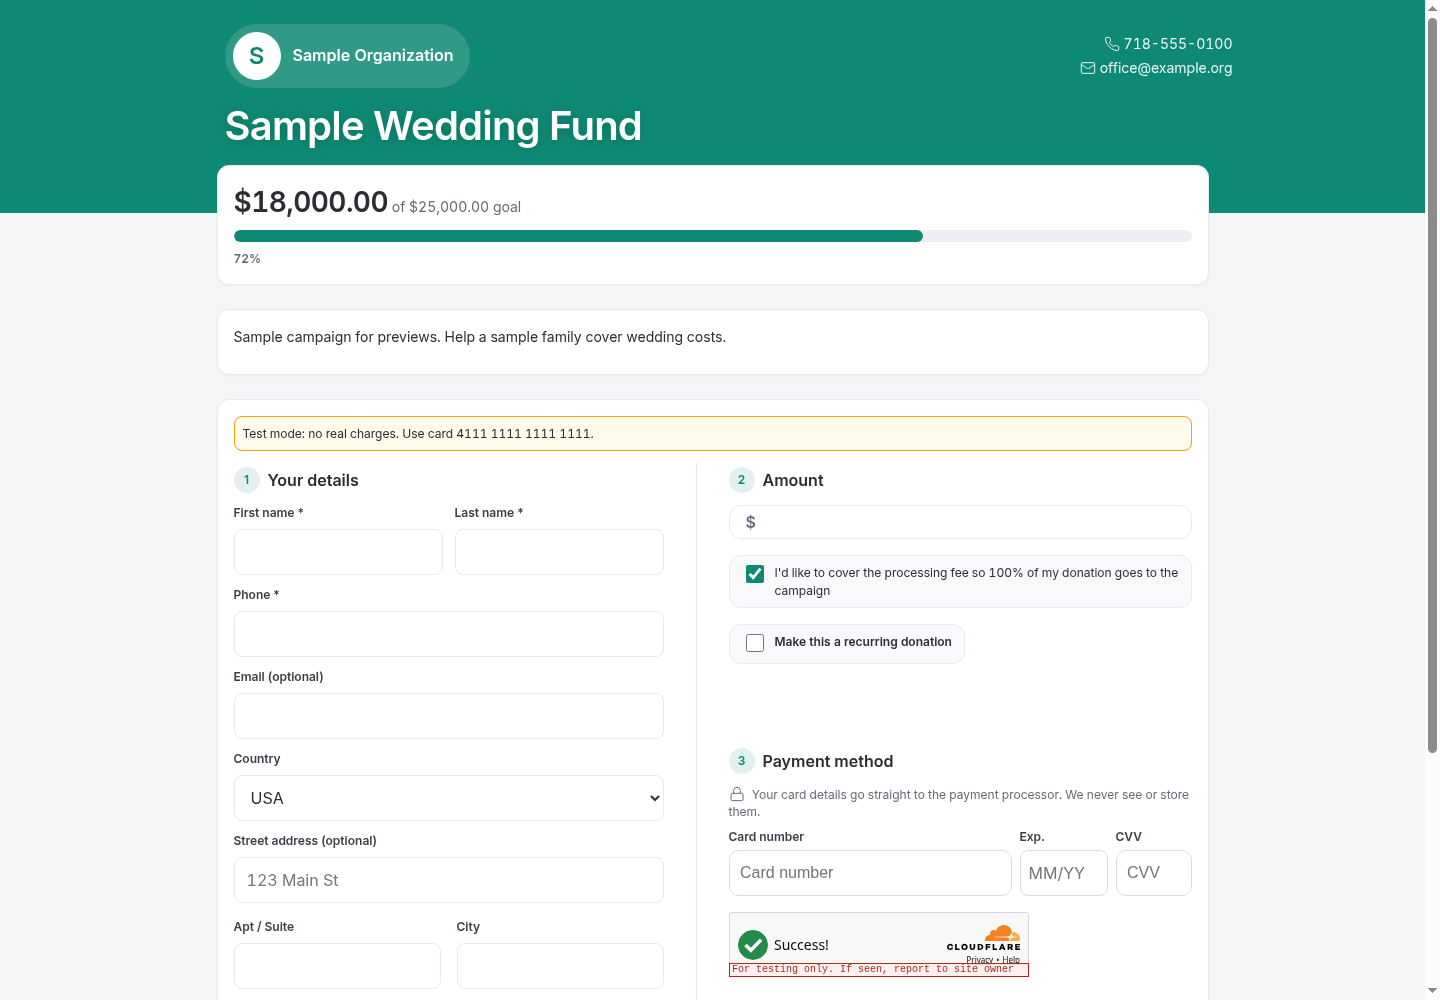 S
Sample Organization
718-555-0100
office@example.org
Sample Wedding Fund
$18,000.00 of $25,000.00 goal
72%
Sample campaign for previews. Help a sample family cover wedding costs.
Test mode: no real charges. Use card 4111 1111 1111 1111.
1 Your details
First name *
Last name *
Phone *
Email (optional)
Country
USA
Street address (optional)
123 Main St
Apt / Suite
City
2 Amount
$
I'd like to cover the processing fee so 100% of my donation goes to the
campaign
Make this a recurring donation
3 Payment method
Your card details go straight to the payment processor. We never see or store
them.
Card number
Exp.
CVV
Card number
MM/YY
CVV
Success!
CLOUDFLARE
Privacy • Help
For testing only. If seen, report to site owner